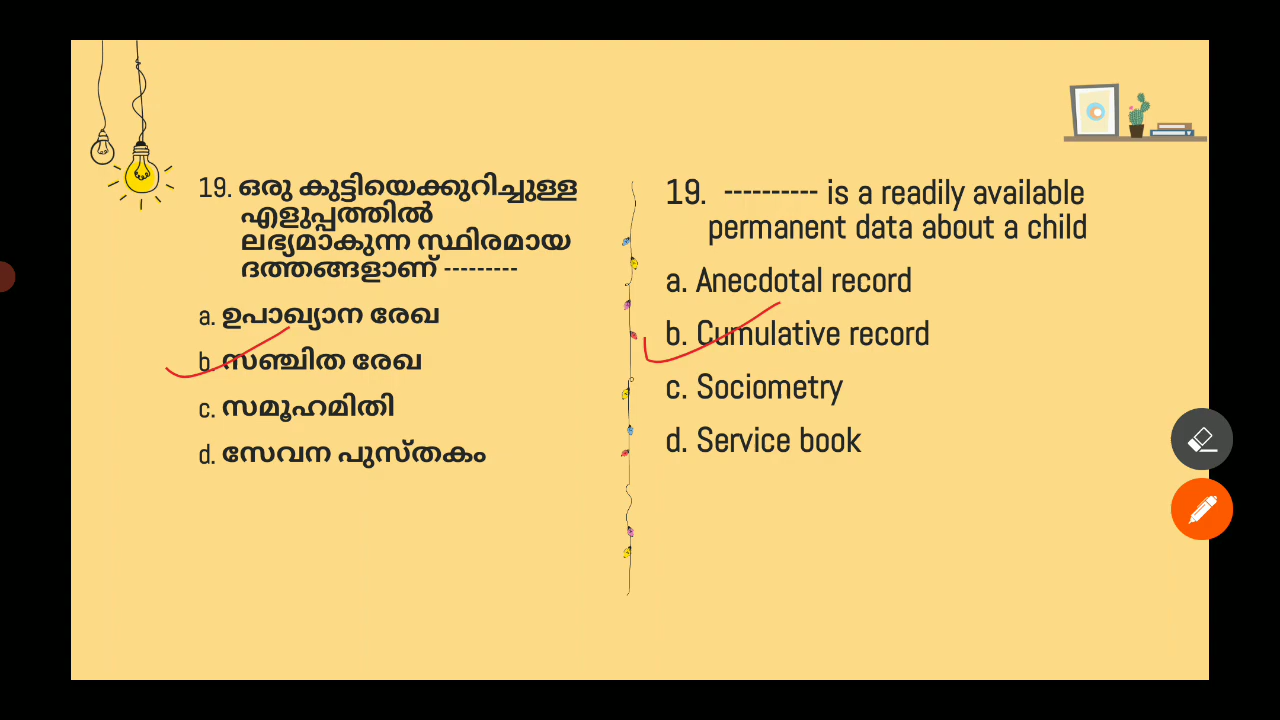 19. ഒരു കുട്ടിയെക്കുറിച്ചുള്ള
എളുപ്പത്തിൽ
ലഭ്യമാകുന്ന സ്ഥിരമായ
ദത്തങ്ങളാണ് ---------
a. ഉപാഖ്യാന രേഖ
b. സഞ്ചിത രേഖ
c. സമൂഹമിതി
d. സേവന പുസ്തകം
19. ---------- is a readily available
permanent data about a child
a. Anecdotal record
b. Cumulative record
c. Sociometry
d. Service book